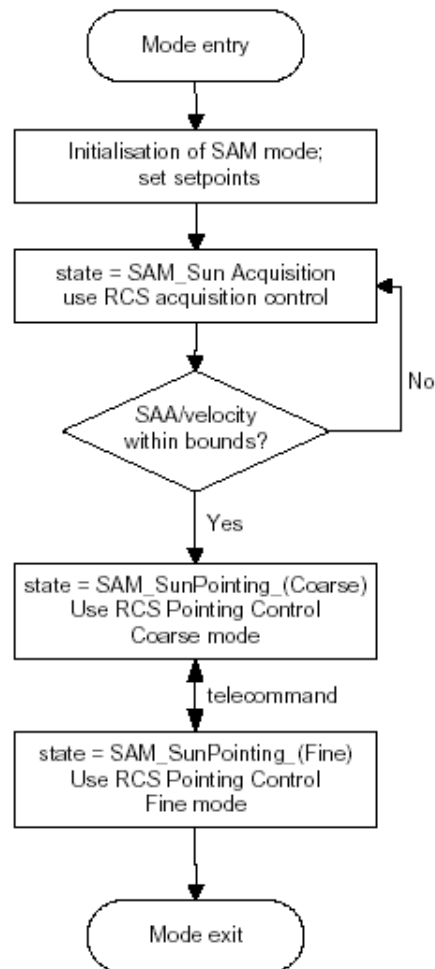 Mode entry
Initialisation of SAM mode;
set setpoints
state = SAM_Sun Acquisition
use RCS acquisition control
No
SAA/velocity
within bounds?
Yes
state = SAM_SunPointing_(Coarse)
Use RCS Pointing Control
Coarse mode
telecommand
state = SAM_SunPointing_(Fine)
Use RCS Pointing Control
Fine mode
Mode exit